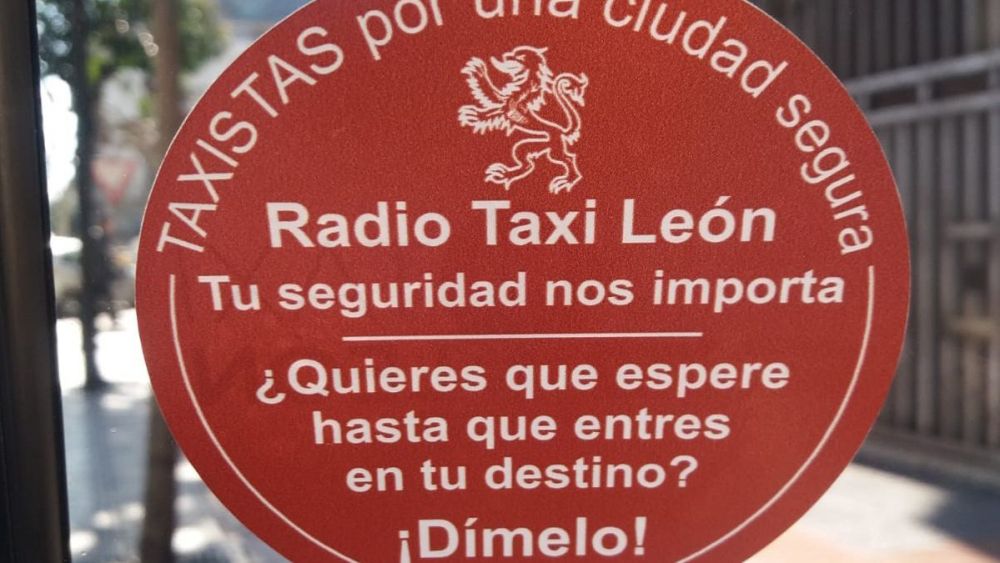 TAXISTAS por una ciudad segura
Radio Taxi León
Tu seguridad nos importa
¿Quieres que espere
hasta que entres
en tu destino?
¡Dímelo!